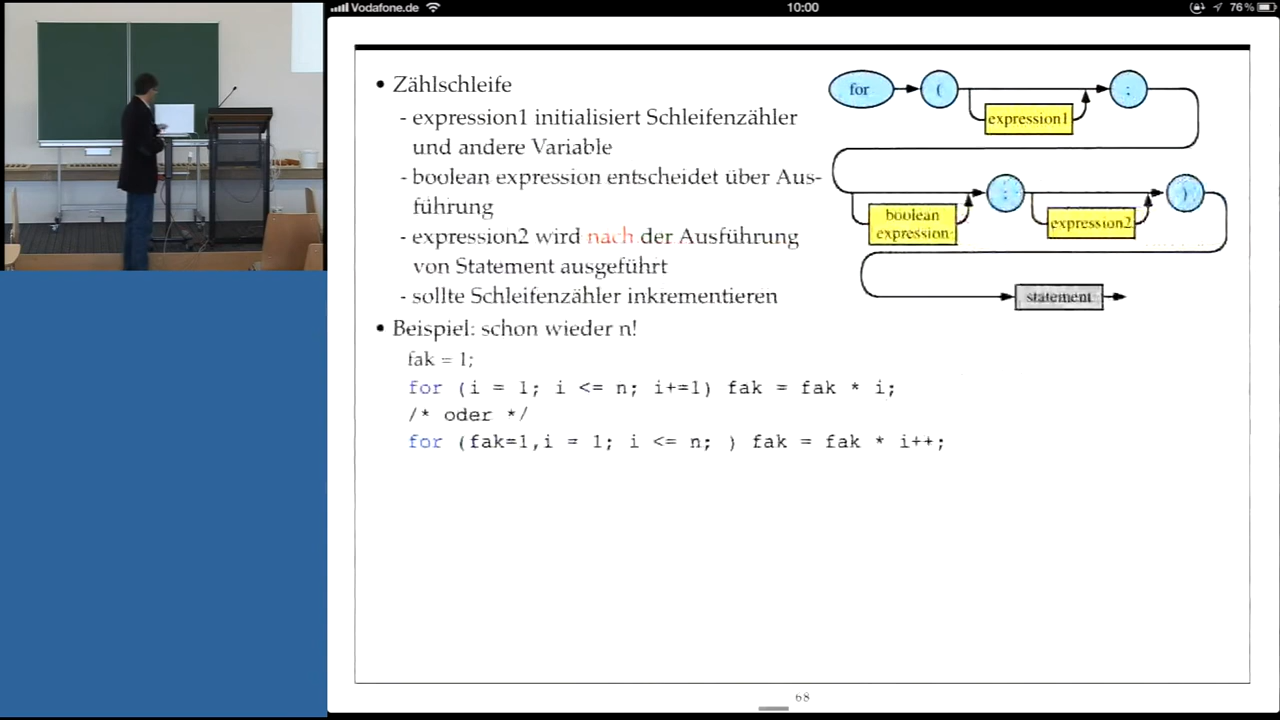 Vodafone.de 10:00 76%
• Zählschleife
- expression1 initialisiert Schleifenzähler
und andere Variable
- boolean expression entscheidet über Aus-
führung
- expression2 wird nach der Ausführung
von Statement ausgeführt
- sollte Schleifenzähler inkrementieren
for ( expression1 ;
boolean
expression ; expression2 )
statement
• Beispiel: schon wieder n!
fak = 1;
for (i = 1; i <= n; i+=1) fak = fak * i;
/* oder */
for (fak=1,i = 1; i <= n; ) fak = fak * i++;
68